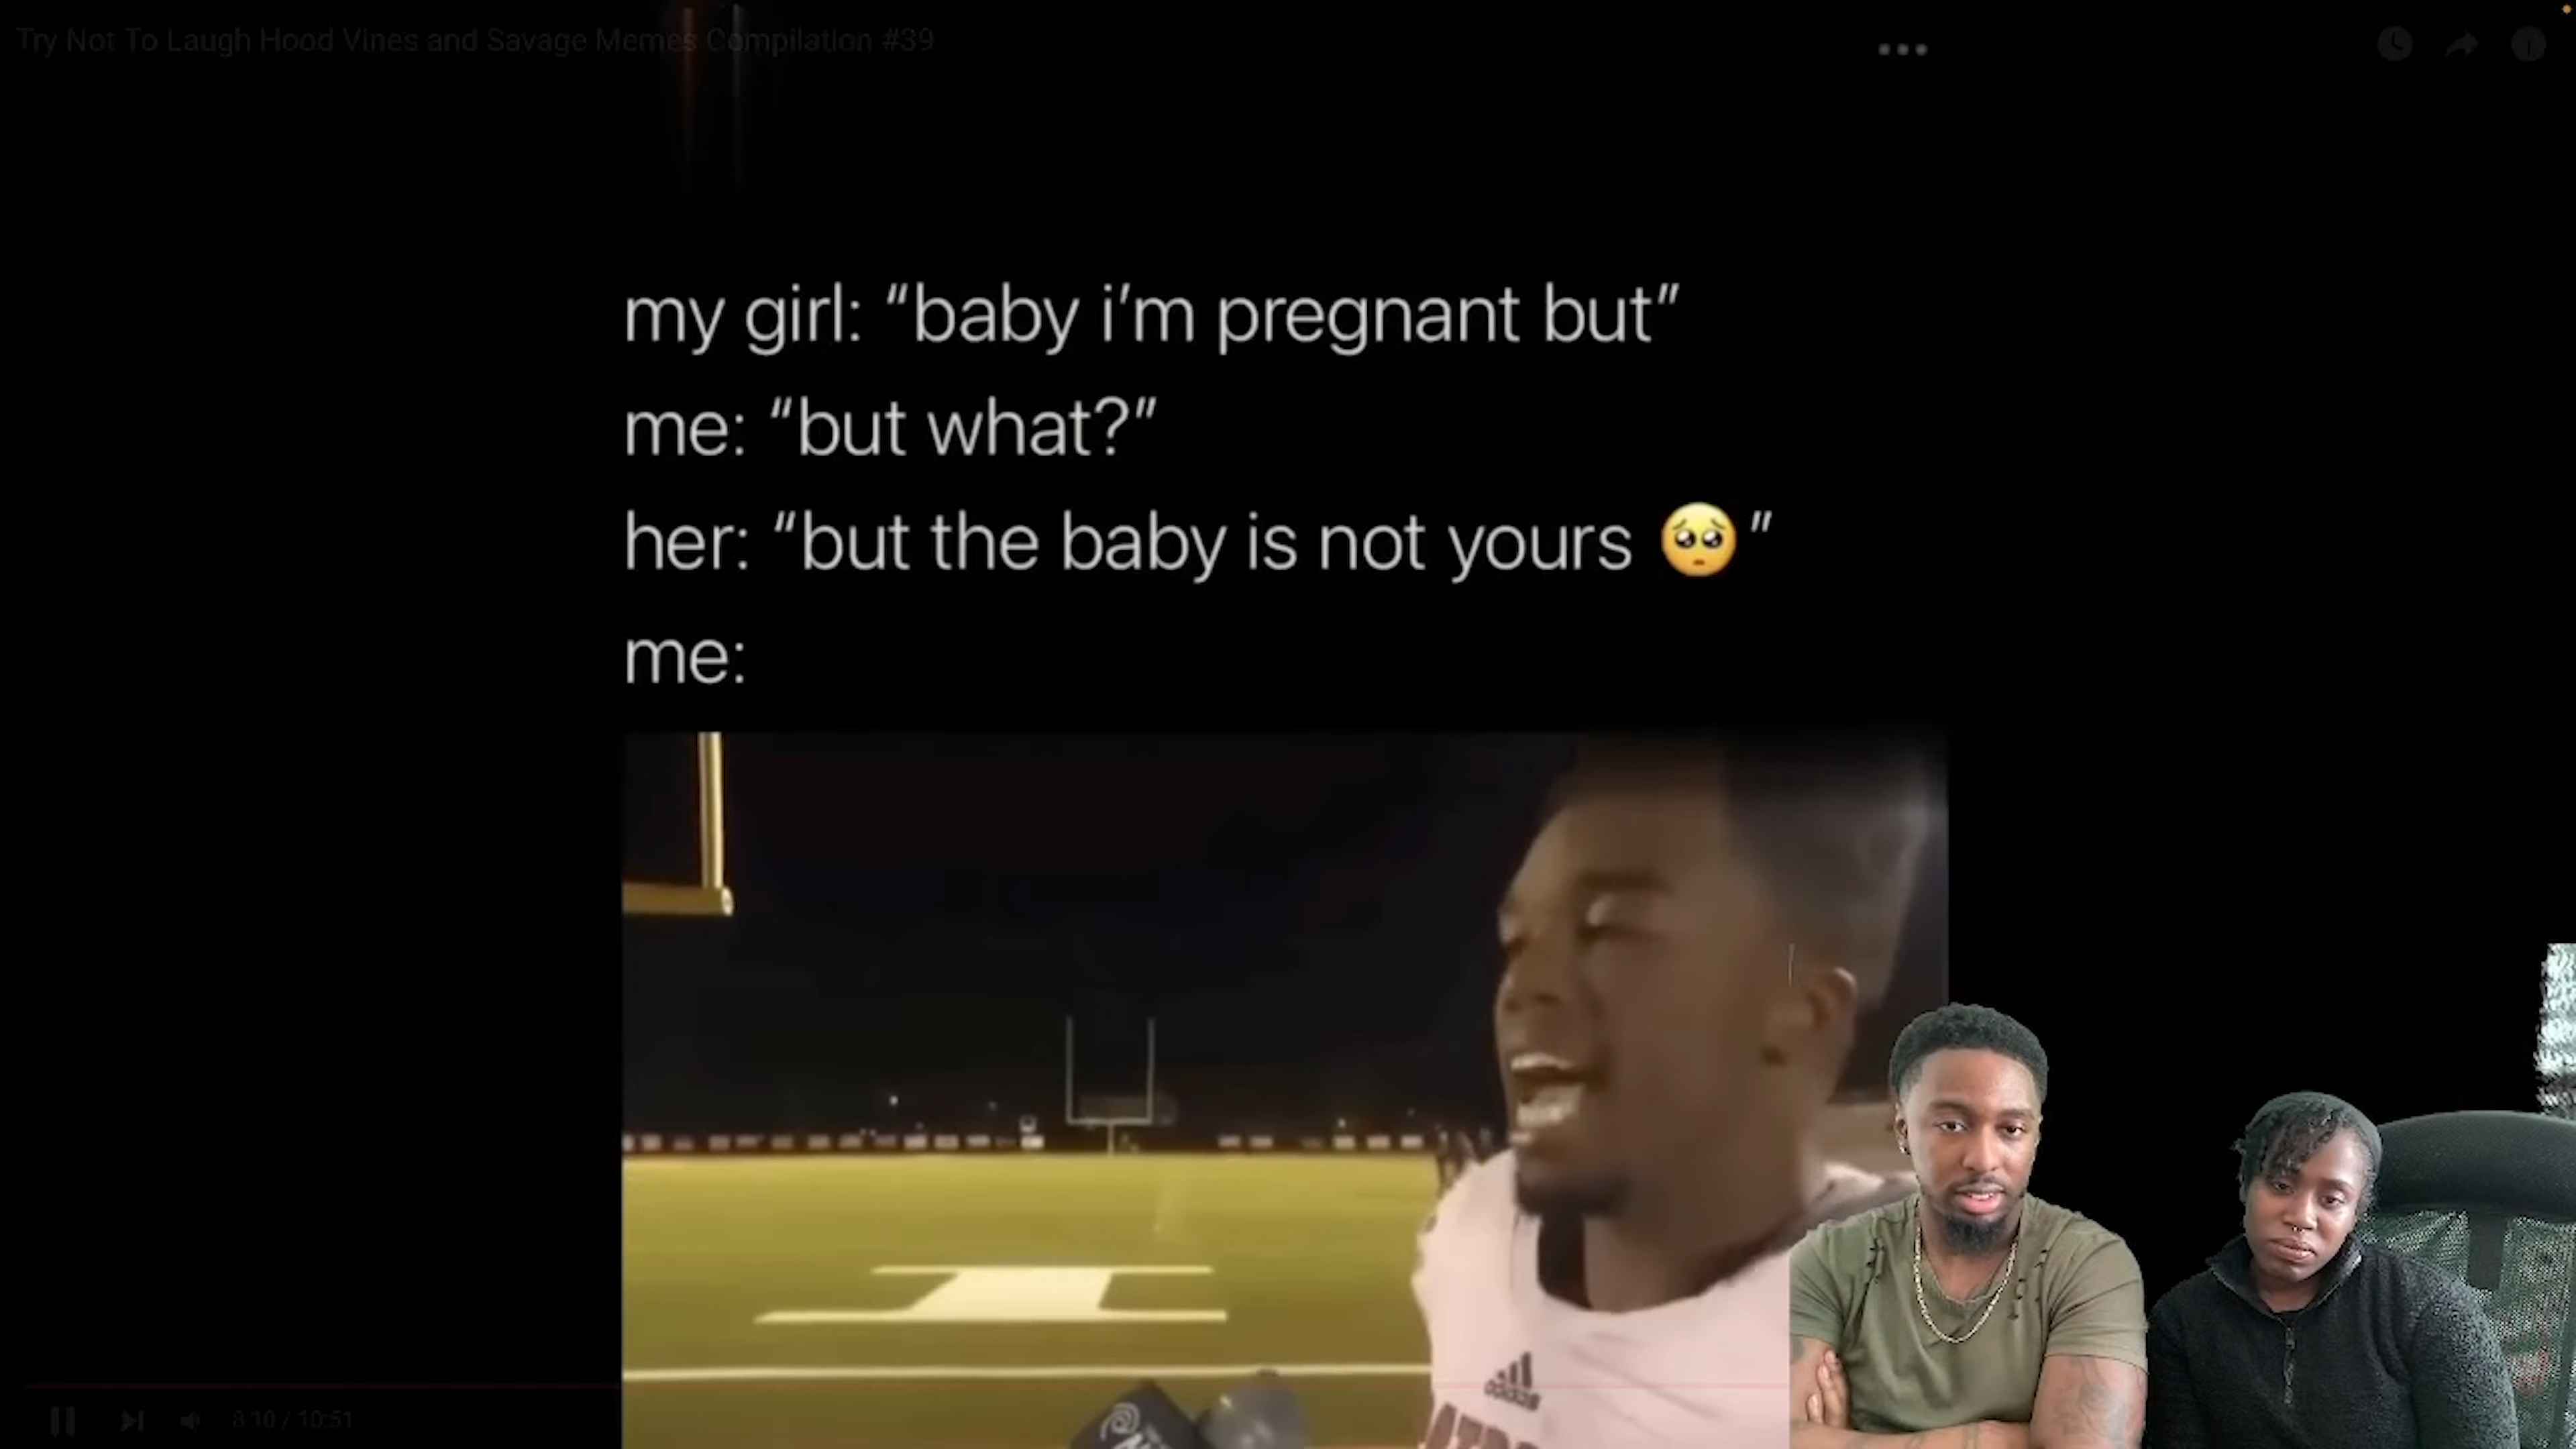 Try Not To Laugh Hood Vines and Savage Memes Compilation #39
my girl: “baby i’m pregnant but”
me: “but what?”
her: “but the baby is not yours 🥺”
me:
adidas
8:10 / 10:51